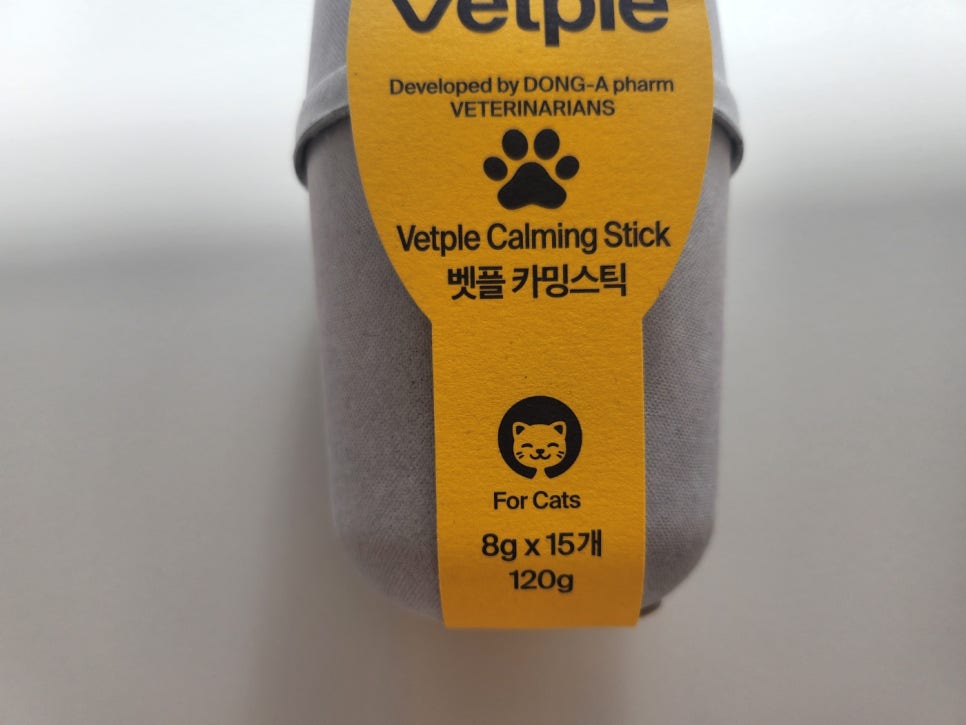 Vetple
Developed by DONG-A pharm
VETERINARIANS
Vetple Calming Stick
벳플 카밍스틱
For Cats
8g x 15개
120g